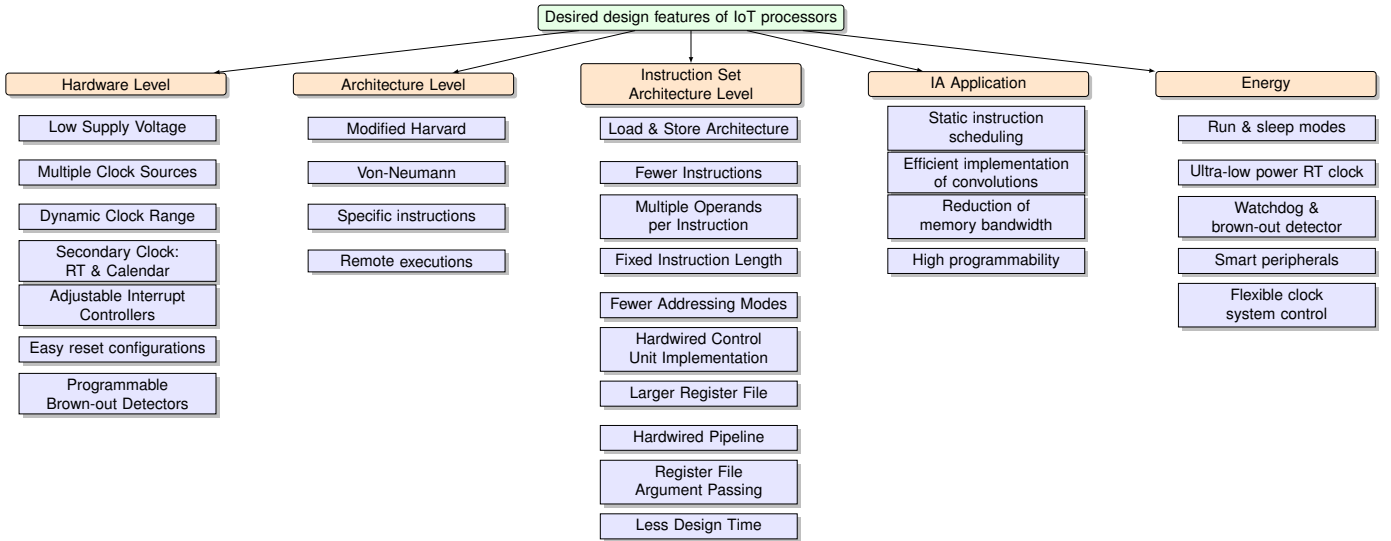 Desired design features of IoT processors
Hardware Level
Low Supply Voltage
Multiple Clock Sources
Dynamic Clock Range
Secondary Clock:
RT & Calendar
Adjustable Interrupt
Controllers
Easy reset configurations
Programmable
Brown-out Detectors
Architecture Level
Modified Harvard
Von-Neumann
Specific instructions
Remote executions
Instruction Set
Architecture Level
Load & Store Architecture
Fewer Instructions
Multiple Operands
per Instruction
Fixed Instruction Length
Fewer Addressing Modes
Hardwired Control
Unit Implementation
Larger Register File
Hardwired Pipeline
Register File
Argument Passing
Less Design Time
IA Application
Static instruction
scheduling
Efficient implementation
of convolutions
Reduction of
memory bandwidth
High programmability
Energy
Run & sleep modes
Ultra-low power RT clock
Watchdog &
brown-out detector
Smart peripherals
Flexible clock
system control